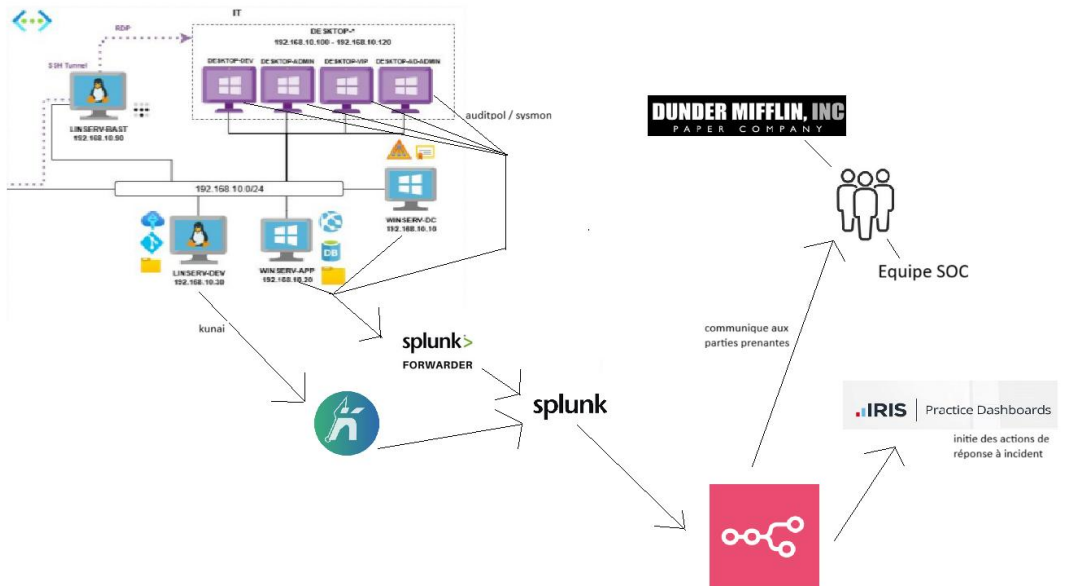 IT
RDP
DESKTOP-*
192.168.10.100 - 192.168.10.120
SSH Tunnel
DESKTOP-DEV
DESKTOP-ADMIN
DESKTOP-VIP
DESKTOP-AD-ADMIN
LINSERV-BAST
192.168.10.90
auditpol / sysmon
192.168.10.0/24
WINSERV-DC
192.168.10.10
LINSERV-DEV
192.168.10.30
DB
WINSERV-APP
192.168.10.20
DUNDER MIFFLIN, INC
PAPER COMPANY
Equipe SOC
kunai
splunk>
FORWARDER
splunk
communique aux
parties prenantes
IRIS
Practice Dashboards
initie des actions de
réponse à incident